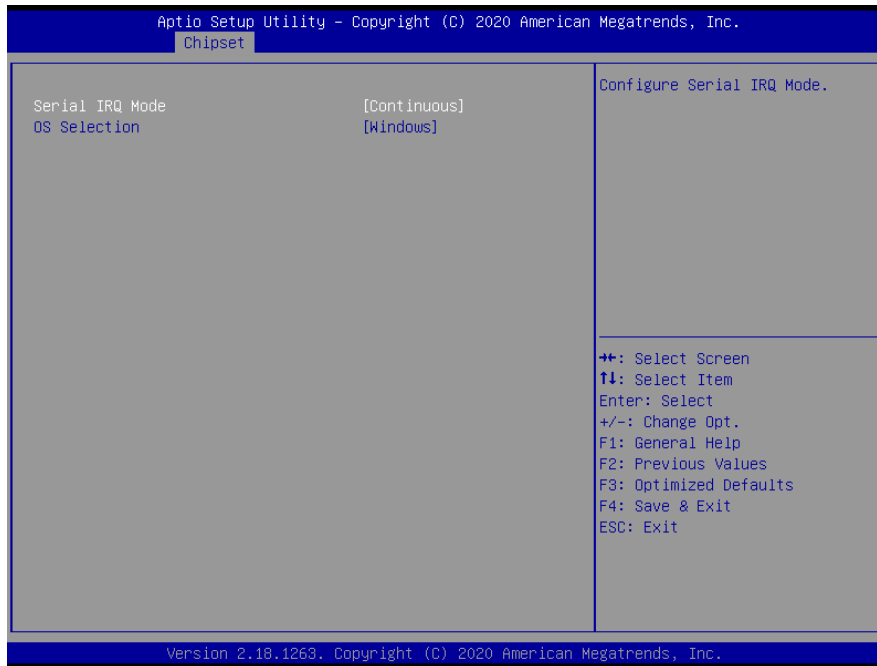 Aptio Setup Utility – Copyright (C) 2020 American Megatrends, Inc.
Chipset
Serial IRQ Mode [Continuous]
OS Selection [Windows]
Configure Serial IRQ Mode.
→←: Select Screen
↑↓: Select Item
Enter: Select
+/-: Change Opt.
F1: General Help
F2: Previous Values
F3: Optimized Defaults
F4: Save & Exit
ESC: Exit
Version 2.18.1263. Copyright (C) 2020 American Megatrends, Inc.